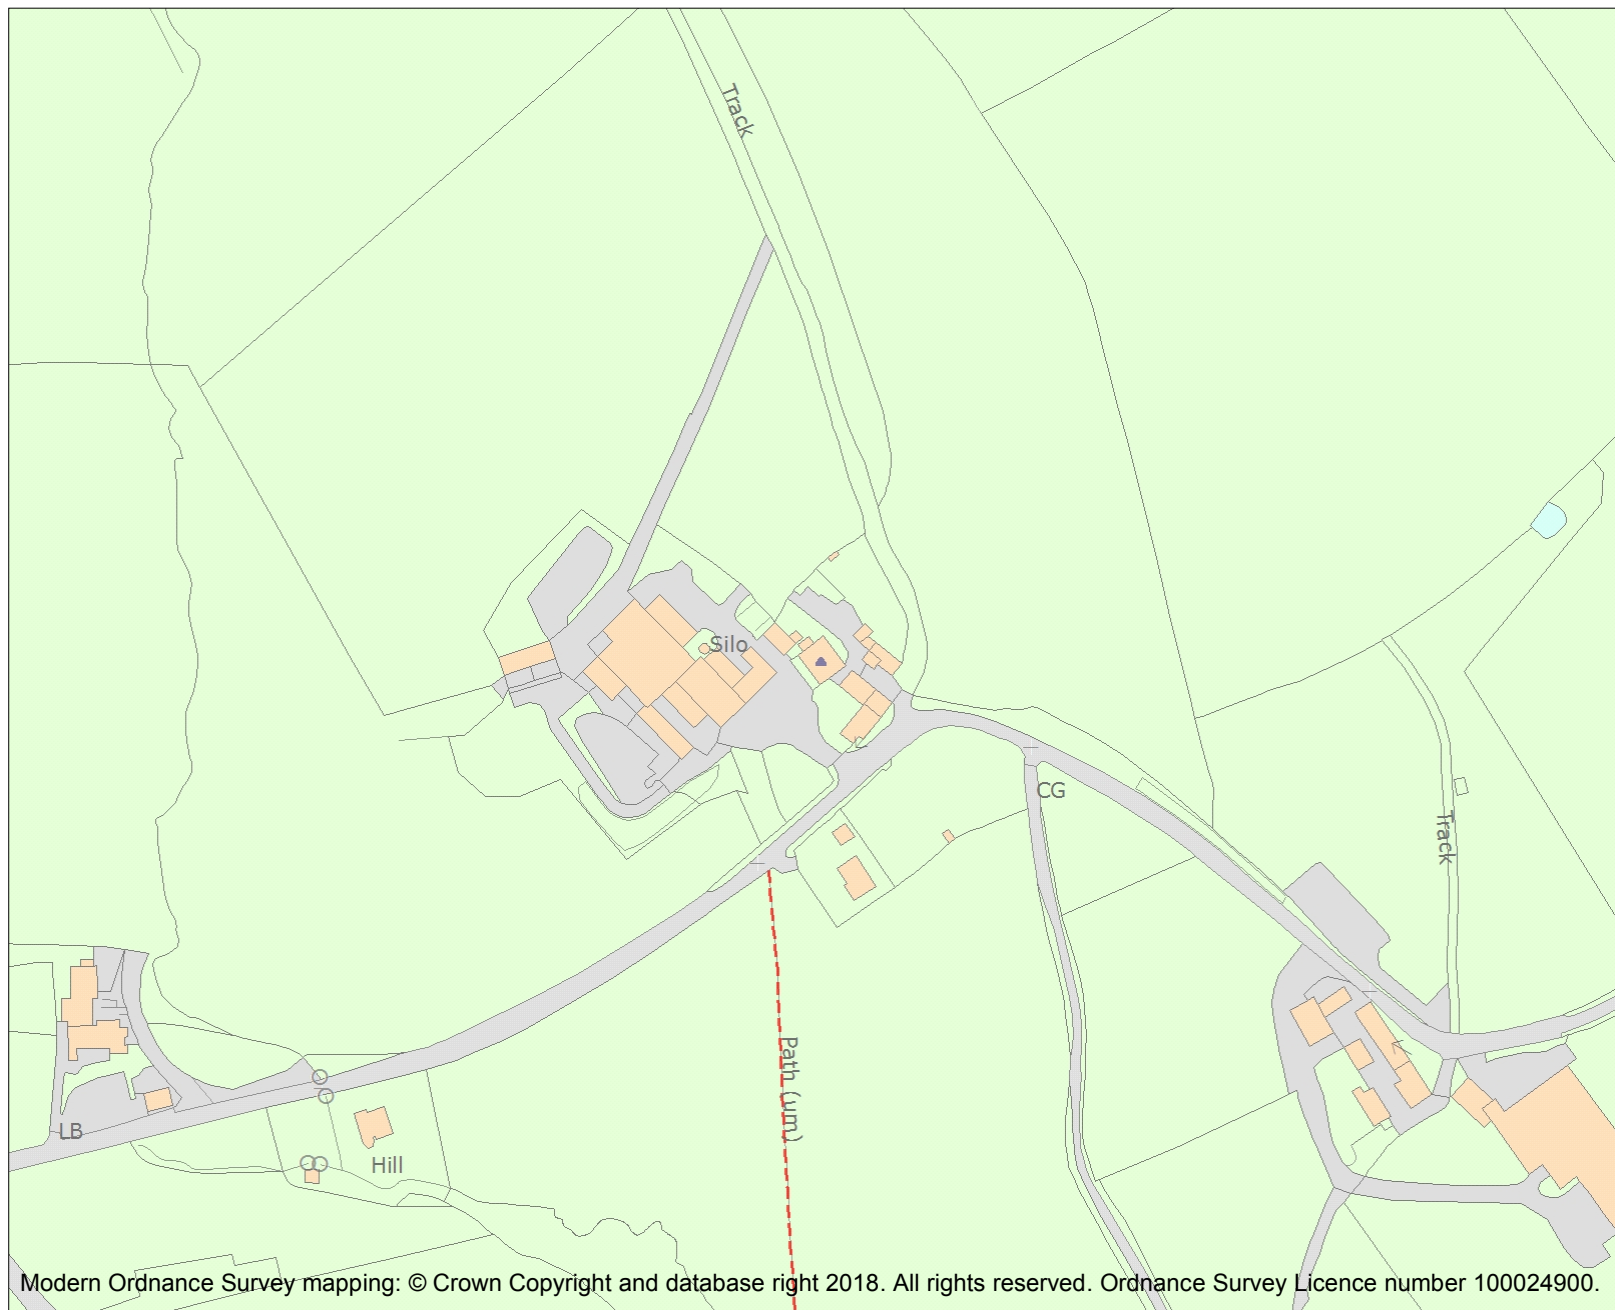 Track
Silo
CG
Track
Path (um)
LB
Hill
Modern Ordnance Survey mapping: © Crown Copyright and database right 2018. All rights reserved. Ordnance Survey Licence number 100024900.